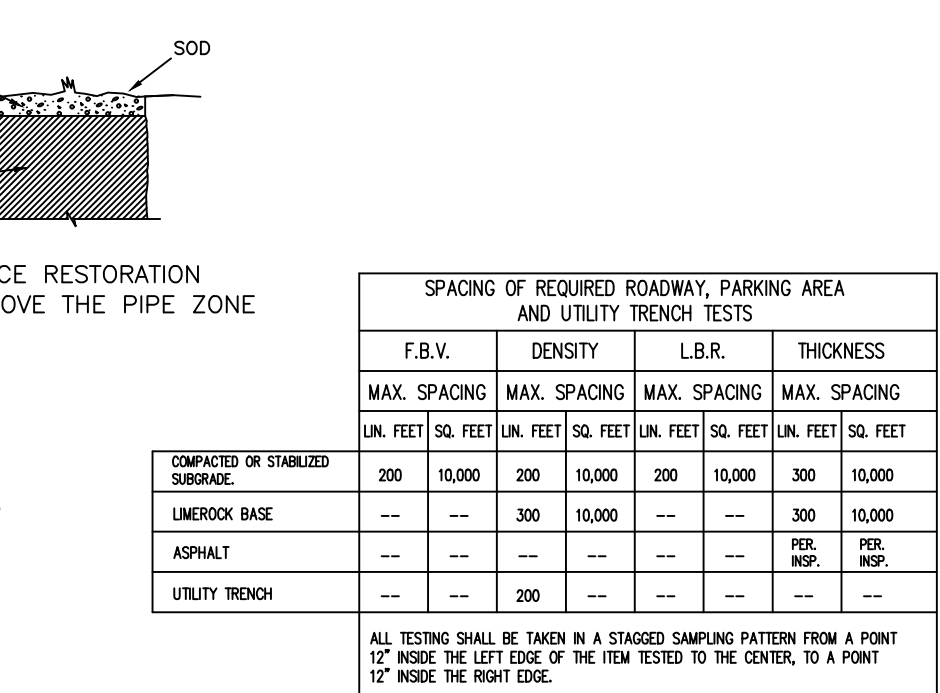 SOD
CE RESTORATION
OVE THE PIPE ZONE
SPACING OF REQUIRED ROADWAY, PARKING AREA
AND UTILITY TRENCH TESTS
F.B.V. DENSITY L.B.R. THICKNESS
MAX. SPACING MAX. SPACING MAX. SPACING MAX. SPACING
LIN. FEET SQ. FEET LIN. FEET SQ. FEET LIN. FEET SQ. FEET LIN. FEET SQ. FEET
COMPACTED OR STABILIZED
SUBGRADE. 200 10,000 200 10,000 200 10,000 300 10,000
LIMEROCK BASE -- -- 300 10,000 -- -- 300 10,000
ASPHALT -- -- -- -- -- -- PER. PER.
INSP. INSP.
UTILITY TRENCH -- -- 200 -- -- -- -- --
ALL TESTING SHALL BE TAKEN IN A STAGGED SAMPLING PATTERN FROM A POINT
12" INSIDE THE LEFT EDGE OF THE ITEM TESTED TO THE CENTER, TO A POINT
12" INSIDE THE RIGHT EDGE.